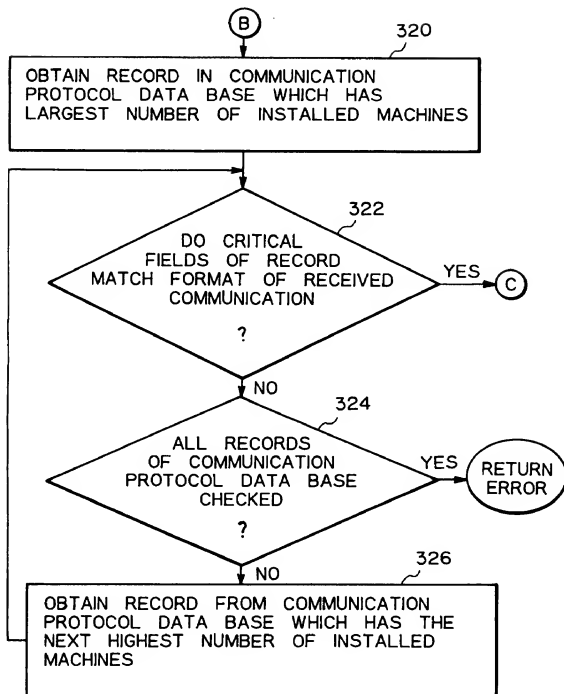 B
320
OBTAIN RECORD IN COMMUNICATION
PROTOCOL DATA BASE WHICH HAS
LARGEST NUMBER OF INSTALLED MACHINES
322
DO CRITICAL
FIELDS OF RECORD
MATCH FORMAT OF RECEIVED
COMMUNICATION
?
YES
C
NO
324
ALL RECORDS
OF COMMUNICATION
PROTOCOL DATA BASE
CHECKED
?
YES
RETURN
ERROR
NO
326
OBTAIN RECORD FROM COMMUNICATION
PROTOCOL DATA BASE WHICH HAS THE
NEXT HIGHEST NUMBER OF INSTALLED
MACHINES